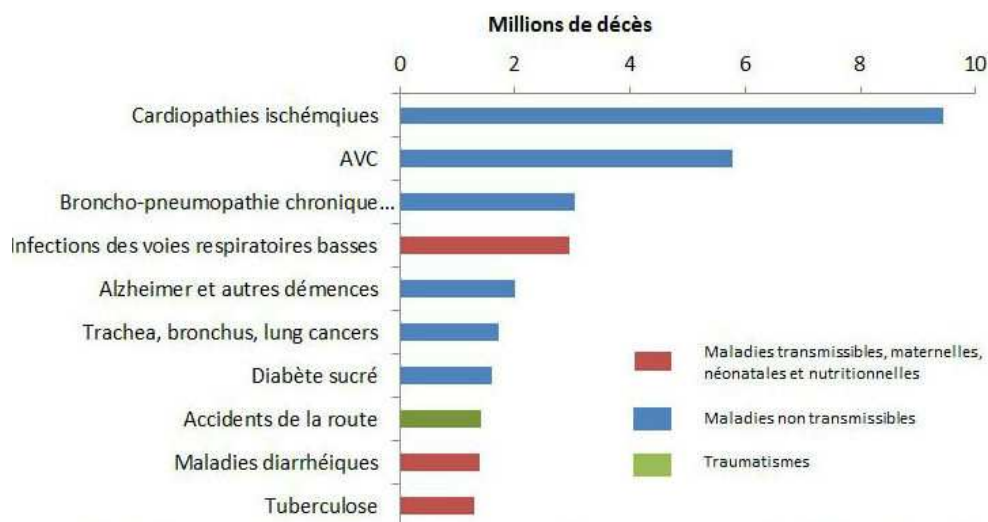 Millions de décès
0 2 4 6 8 10
Cardiopathies ischémqiues
AVC
Broncho-pneumopathie chronique...
Infections des voies respiratoires basses
Alzheimer et autres démences
Trachea, bronchus, lung cancers
Diabète sucré
Accidents de la route
Maladies diarrhéiques
Tuberculose
Maladies transmissibles, maternelles,
néonatales et nutritionnelles
Maladies non transmissibles
Traumatismes